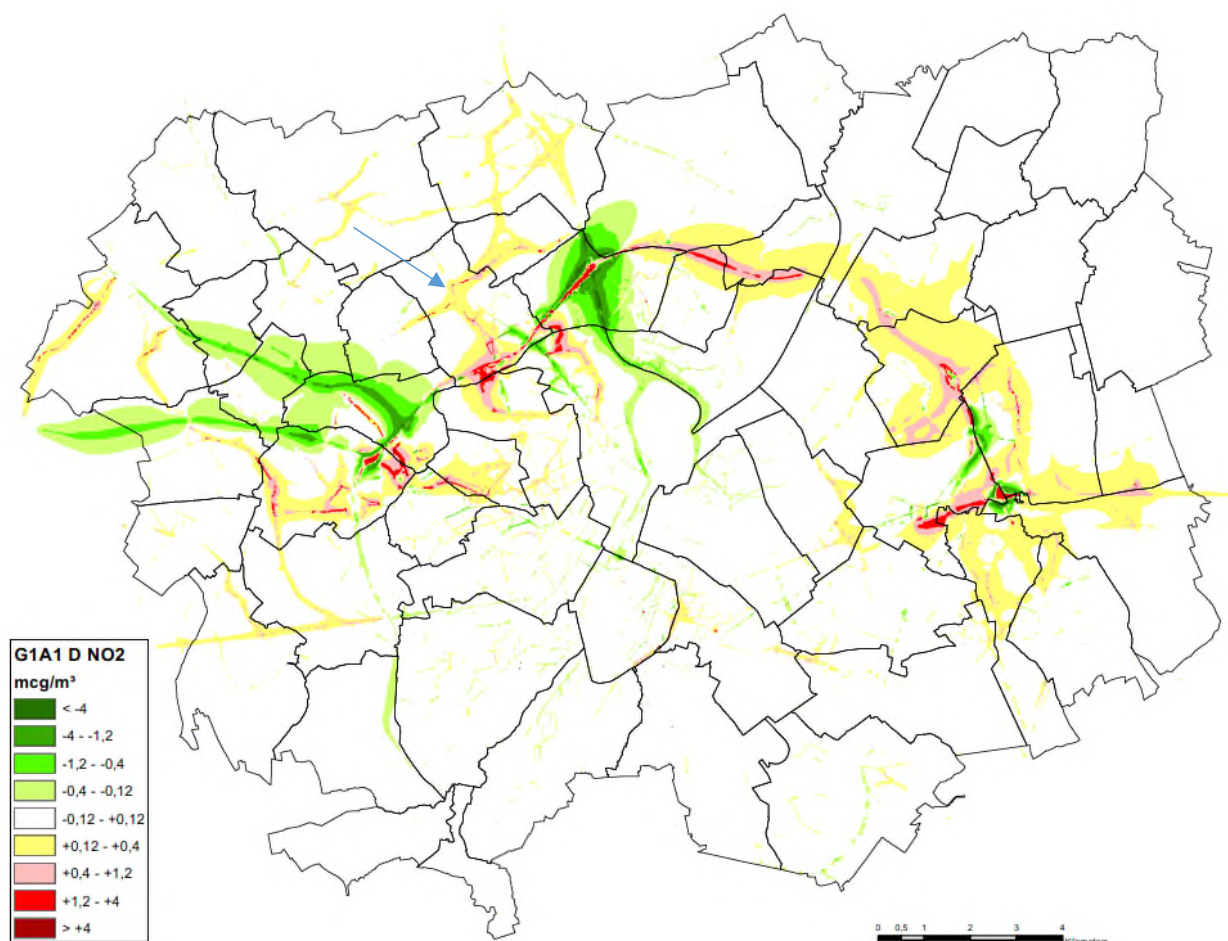 G1A1 D NO2
mcg/m³
< -4
-4 - -1,2
-1,2 - -0,4
-0,4 - -0,12
-0,12 - +0,12
+0,12 - +0,4
+0,4 - +1,2
+1,2 - +4
> +4
0 0,5 1 2 3 4
Kilometers